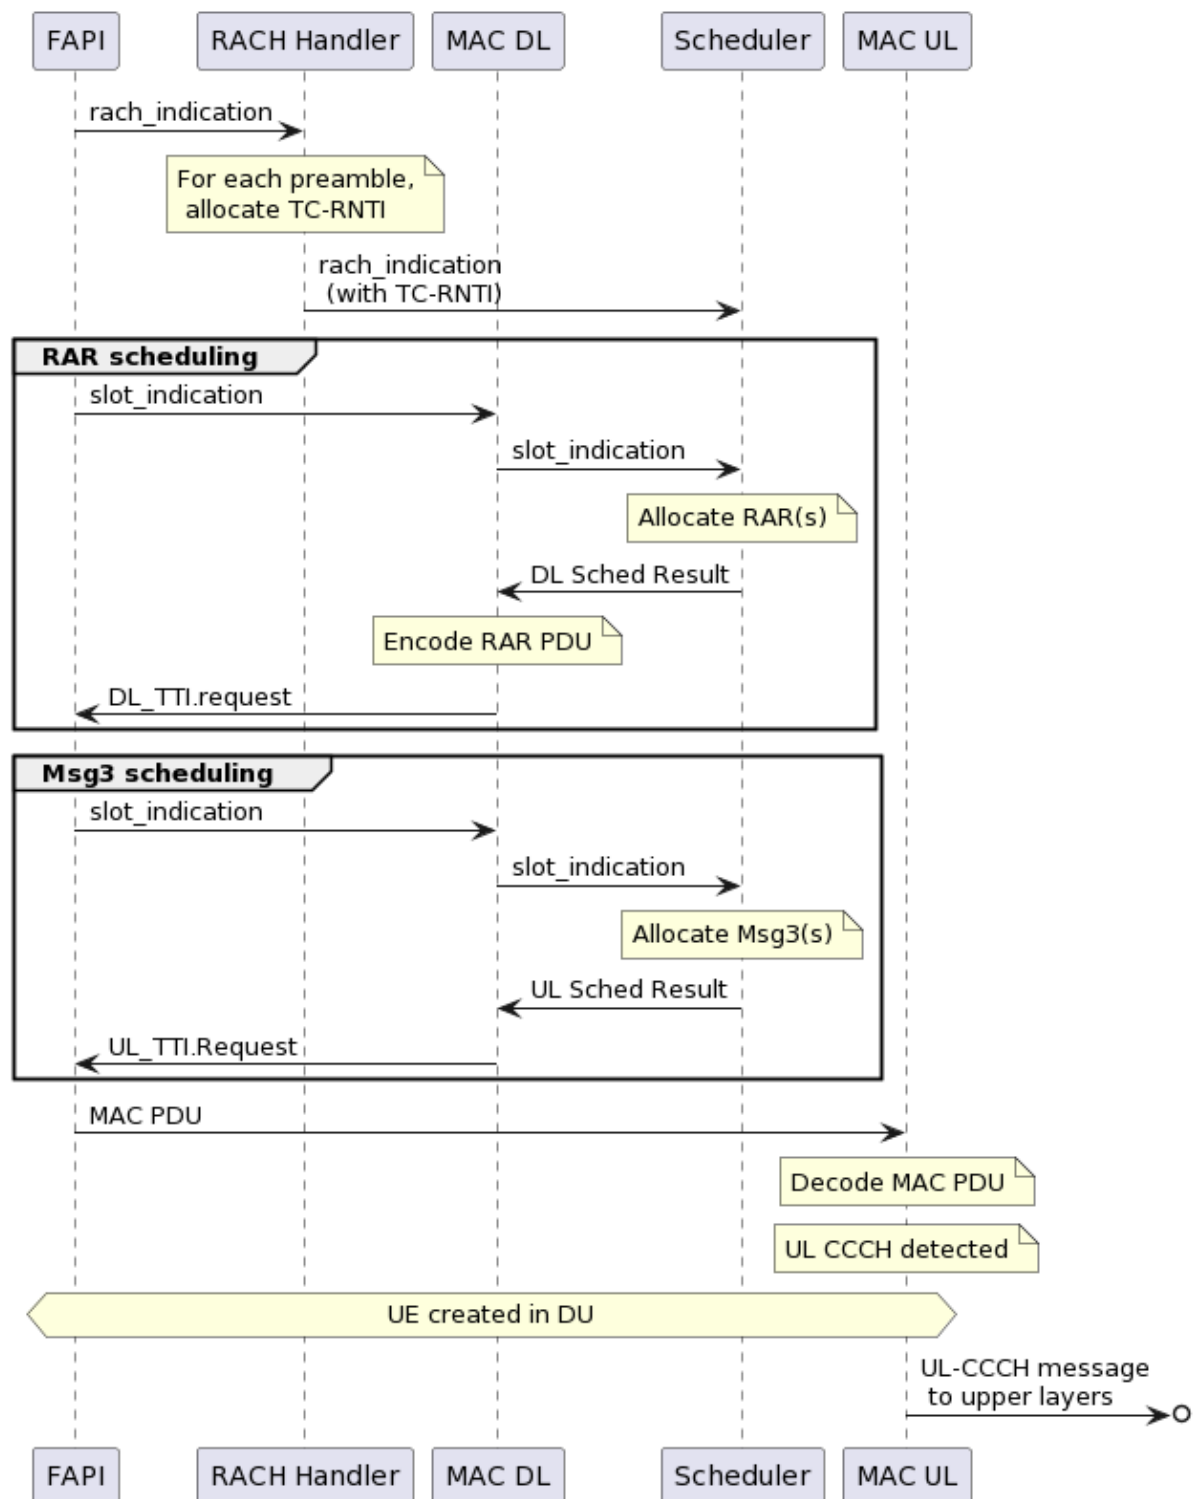 FAPI
RACH Handler
MAC DL
Scheduler
MAC UL
rach_indication
For each preamble,
allocate TC-RNTI
rach_indication
(with TC-RNTI)
RAR scheduling
slot_indication
slot_indication
Allocate RAR(s)
DL Sched Result
Encode RAR PDU
DL_TTI.request
Msg3 scheduling
slot_indication
slot_indication
Allocate Msg3(s)
UL Sched Result
UL_TTI.Request
MAC PDU
Decode MAC PDU
UL CCCH detected
UE created in DU
UL-CCCH message
to upper layers
FAPI
RACH Handler
MAC DL
Scheduler
MAC UL